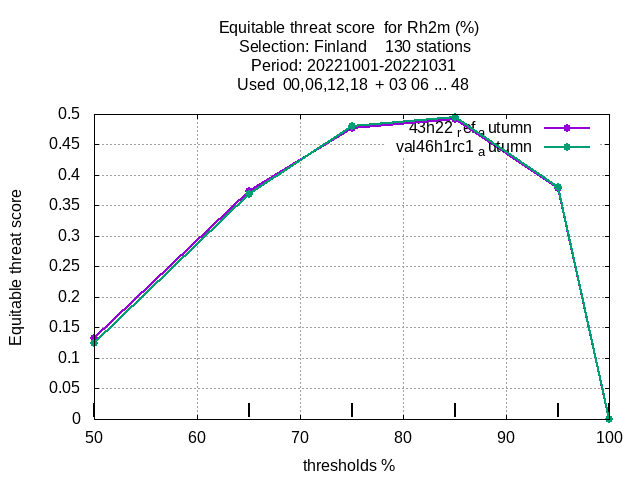 Equitable threat score for Rh2m (%)
Selection: Finland 130 stations
Period: 20221001-20221031
Used 00,06,12,18 + 03 06 ... 48
43h22_ref_autumn
val46h1rc1_autumn
Equitable threat score
0.5
0.45
0.4
0.35
0.3
0.25
0.2
0.15
0.1
0.05
0
50 60 70 80 90 100
thresholds %